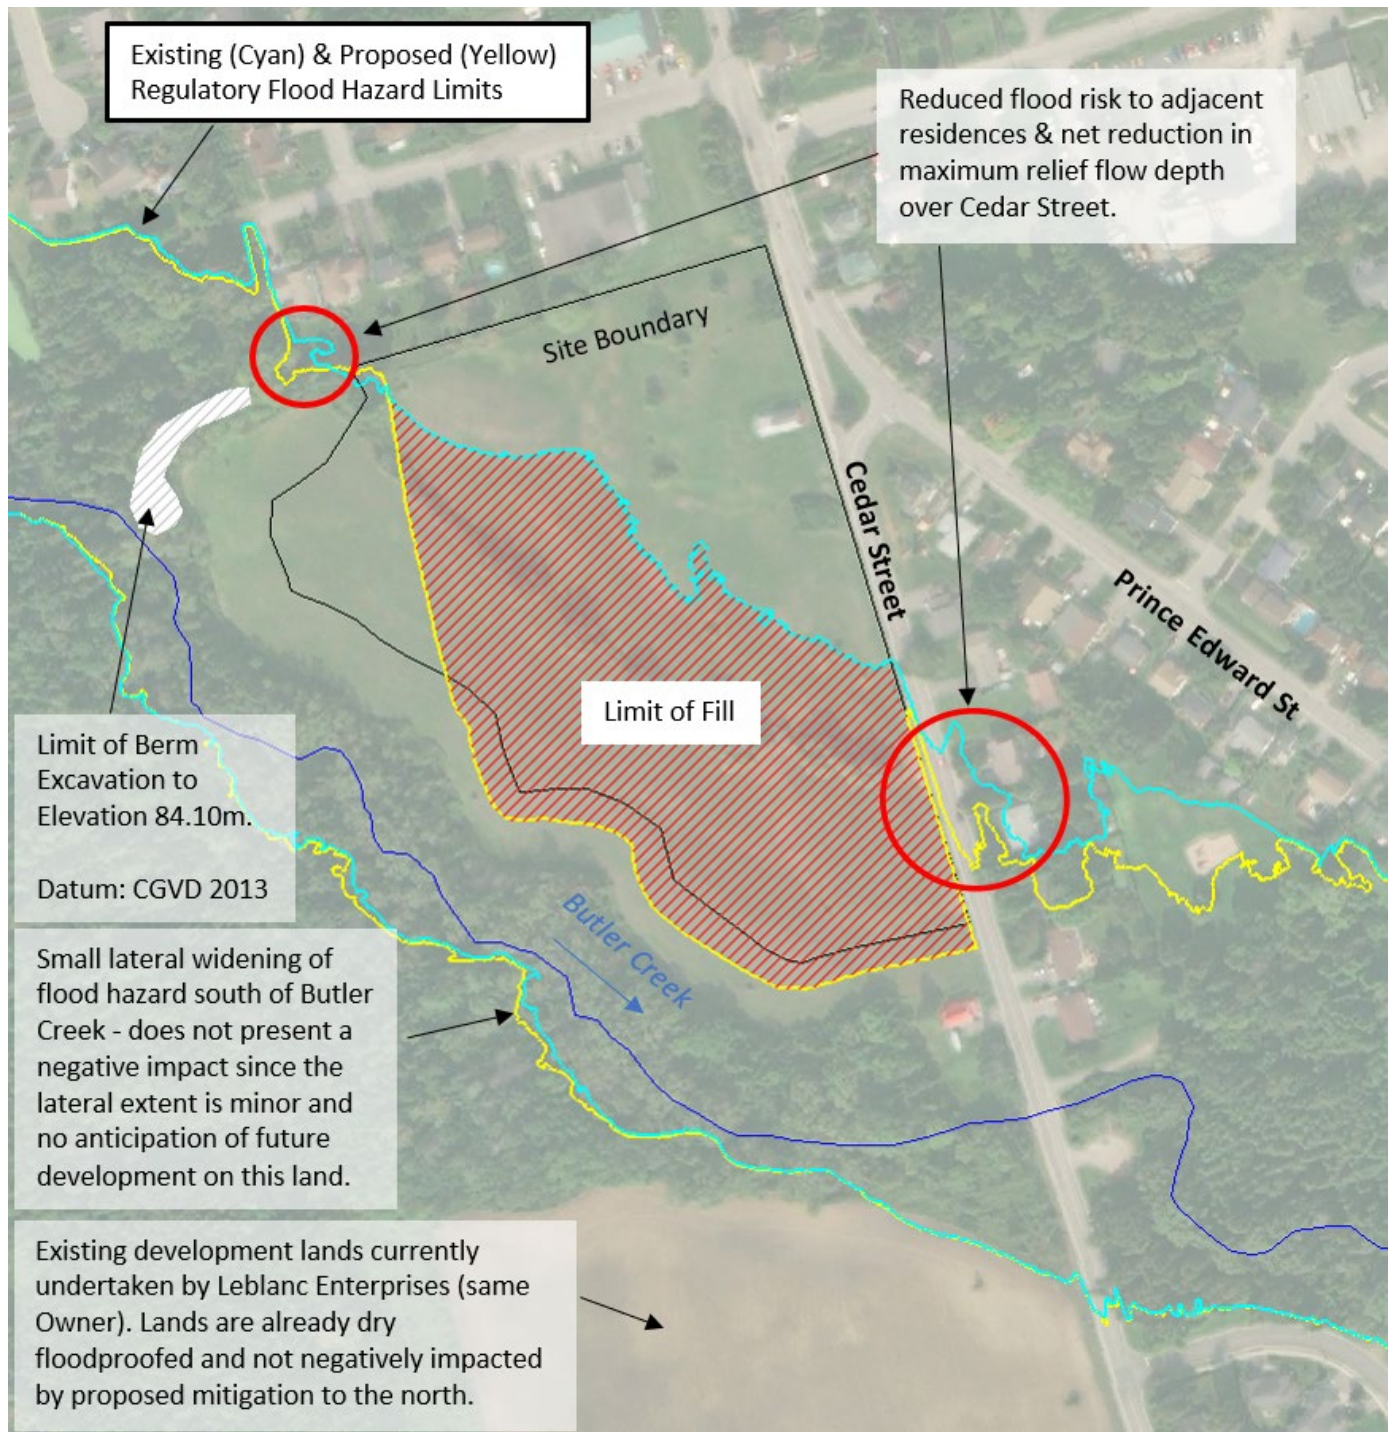 Existing (Cyan) & Proposed (Yellow)
Regulatory Flood Hazard Limits
Reduced flood risk to adjacent
residences & net reduction in
maximum relief flow depth
over Cedar Street.
Site Boundary
Cedar Street
Prince Edward St
Limit of Fill
Limit of Berm
Excavation to
Elevation 84.10m.
Datum: CGVD 2013
Butler Creek
Small lateral widening of
flood hazard south of Butler
Creek - does not present a
negative impact since the
lateral extent is minor and
no anticipation of future
development on this land.
Existing development lands currently
undertaken by Leblanc Enterprises (same
Owner). Lands are already dry
floodproofed and not negatively impacted
by proposed mitigation to the north.